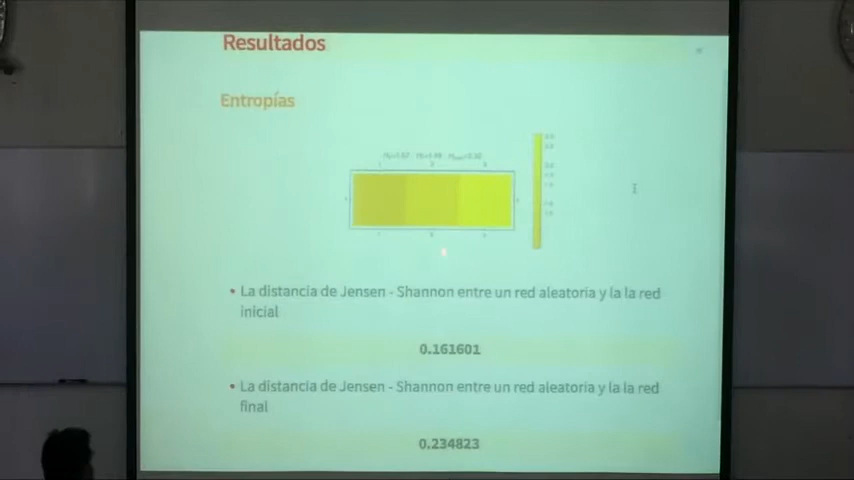 Resultados
Entropías
• La distancia de Jensen - Shannon entre un red aleatoria y la la red
inicial
0.161601
• La distancia de Jensen - Shannon entre un red aleatoria y la la red
final
0.234823